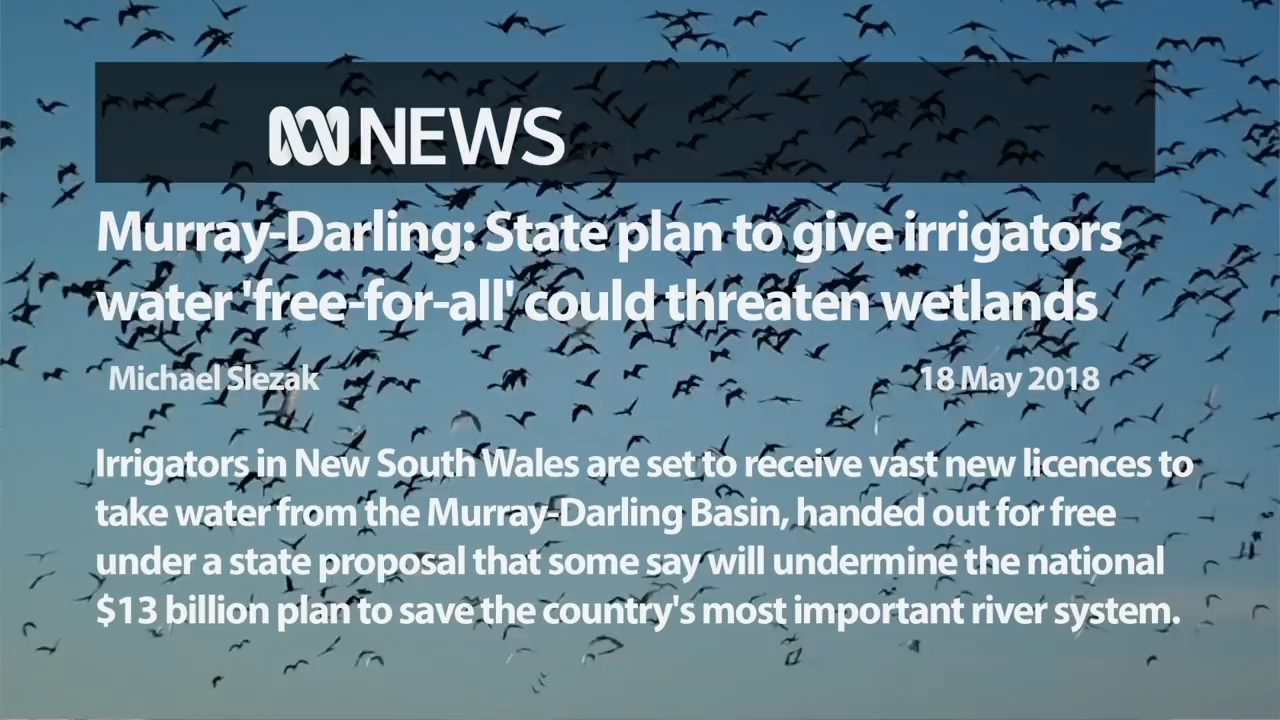 NEWS
Murray-Darling: State plan to give irrigators
water 'free-for-all' could threaten wetlands
Michael Slezak
18 May 2018
Irrigators in New South Wales are set to receive vast new licences to
take water from the Murray-Darling Basin, handed out for free
under a state proposal that some say will undermine the national
$13 billion plan to save the country's most important river system.